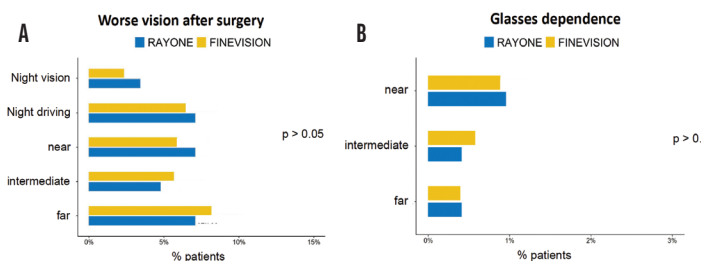 A
Worse vision after surgery
RAYONE FINEVISION
Night vision
Night driving
near
intermediate
far
p > 0.05
0% 5% 10% 15%
% patients
B
Glasses dependence
RAYONE FINEVISION
near
intermediate
far
p > 0.
0% 1% 2% 3%
% patients